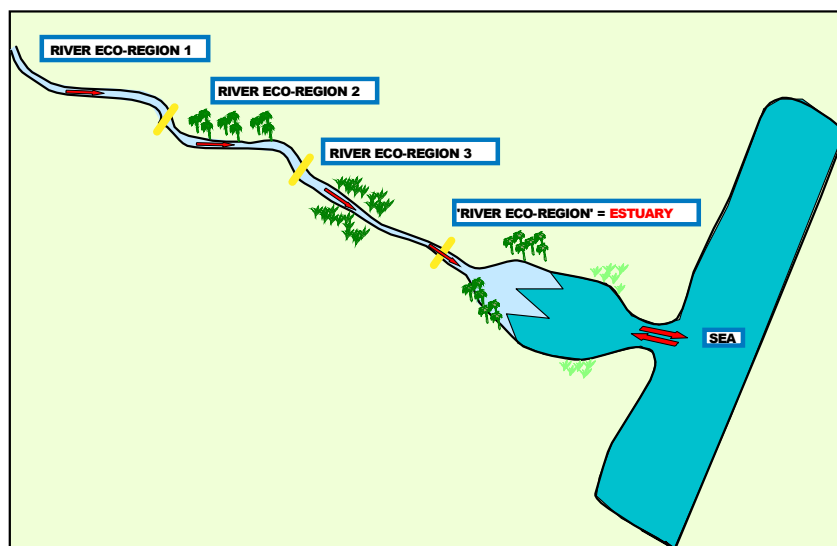 RIVER ECO-REGION 1
RIVER ECO-REGION 2
RIVER ECO-REGION 3
'RIVER ECO-REGION' = ESTUARY
SEA